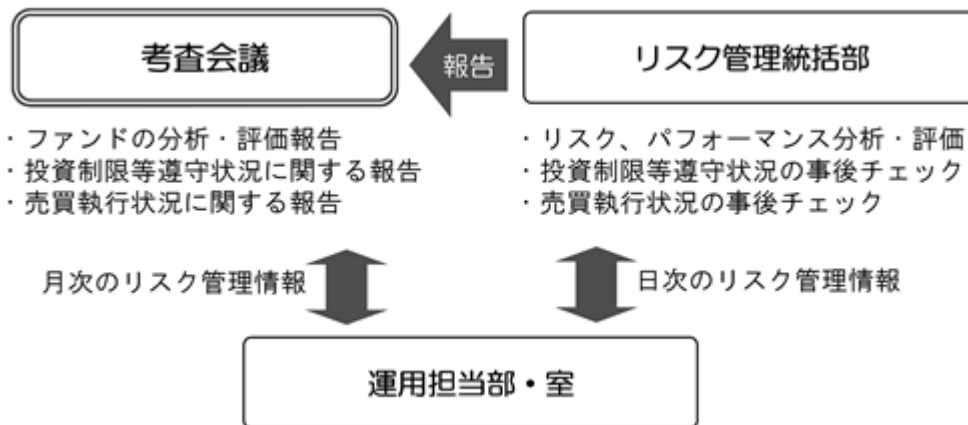 考査会議
報告
リスク管理統括部
・ファンドの分析・評価報告
・投資制限等遵守状況に関する報告
・売買執行状況に関する報告
・リスク、パフォーマンス分析・評価
・投資制限等遵守状況の事後チェック
・売買執行状況の事後チェック
月次のリスク管理情報
日次のリスク管理情報
運用担当部・室